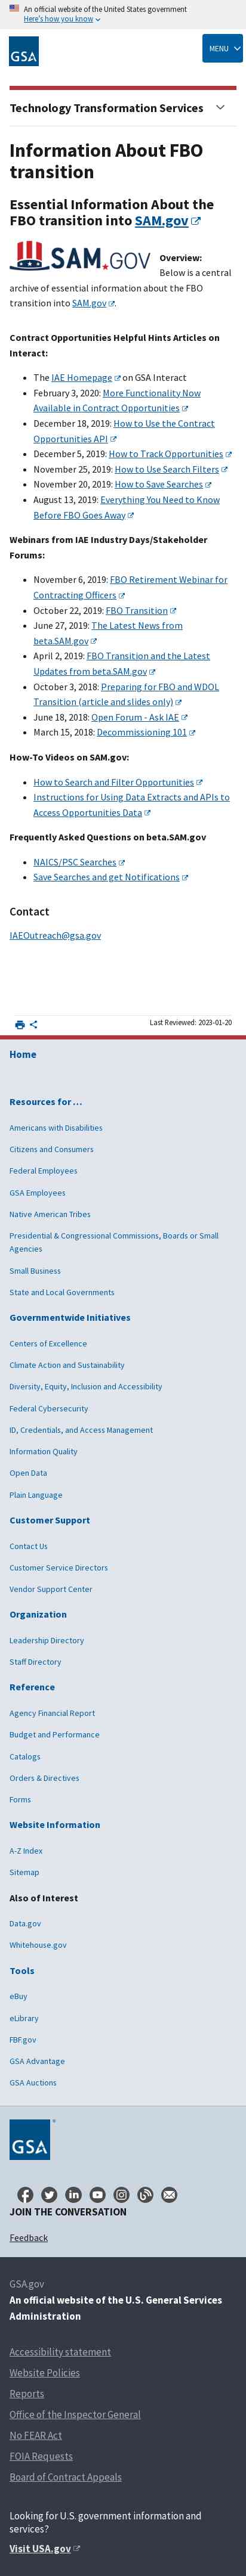 An official website of the United States government
Here's how you know
GSA
MENU
Technology Transformation Services
Information About FBO
transition
Essential Information About the
FBO transition into SAM.gov
SAM.GOV
Overview:
Below is a central
archive of essential information about the FBO
transition into SAM.gov.
Contract Opportunities Helpful Hints Articles on
Interact:
The IAE Homepage on GSA Interact
February 3, 2020: More Functionality Now
Available in Contract Opportunities
December 18, 2019: How to Use the Contract
Opportunities API
December 5, 2019: How to Track Opportunities
November 25, 2019: How to Use Search Filters
November 20, 2019: How to Save Searches
August 13, 2019: Everything You Need to Know
Before FBO Goes Away
Webinars from IAE Industry Days/Stakeholder
Forums:
November 6, 2019: FBO Retirement Webinar for
Contracting Officers
October 22, 2019: FBO Transition
June 27, 2019: The Latest News from
beta.SAM.gov
April 2, 2019: FBO Transition and the Latest
Updates from beta.SAM.gov
October 3, 2018: Preparing for FBO and WDOL
Transition (article and slides only)
June 18, 2018: Open Forum - Ask IAE
March 15, 2018: Decommissioning 101
How-To Videos on SAM.gov:
How to Search and Filter Opportunities
Instructions for Using Data Extracts and APIs to
Access Opportunities Data
Frequently Asked Questions on beta.SAM.gov
NAICS/PSC Searches
Save Searches and get Notifications
Contact
IAEOutreach@gsa.gov
Last Reviewed: 2023-01-20
Home
Resources for …
Americans with Disabilities
Citizens and Consumers
Federal Employees
GSA Employees
Native American Tribes
Presidential & Congressional Commissions, Boards or Small
Agencies
Small Business
State and Local Governments
Governmentwide Initiatives
Centers of Excellence
Climate Action and Sustainability
Diversity, Equity, Inclusion and Accessibility
Federal Cybersecurity
ID, Credentials, and Access Management
Information Quality
Open Data
Plain Language
Customer Support
Contact Us
Customer Service Directors
Vendor Support Center
Organization
Leadership Directory
Staff Directory
Reference
Agency Financial Report
Budget and Performance
Catalogs
Orders & Directives
Forms
Website Information
A-Z Index
Sitemap
Also of Interest
Data.gov
Whitehouse.gov
Tools
eBuy
eLibrary
FBF.gov
GSA Advantage
GSA Auctions
GSA
JOIN THE CONVERSATION
Feedback
GSA.gov
An official website of the U.S. General Services
Administration
Accessibility statement
Website Policies
Reports
Office of the Inspector General
No FEAR Act
FOIA Requests
Board of Contract Appeals
Looking for U.S. government information and
services?
Visit USA.gov